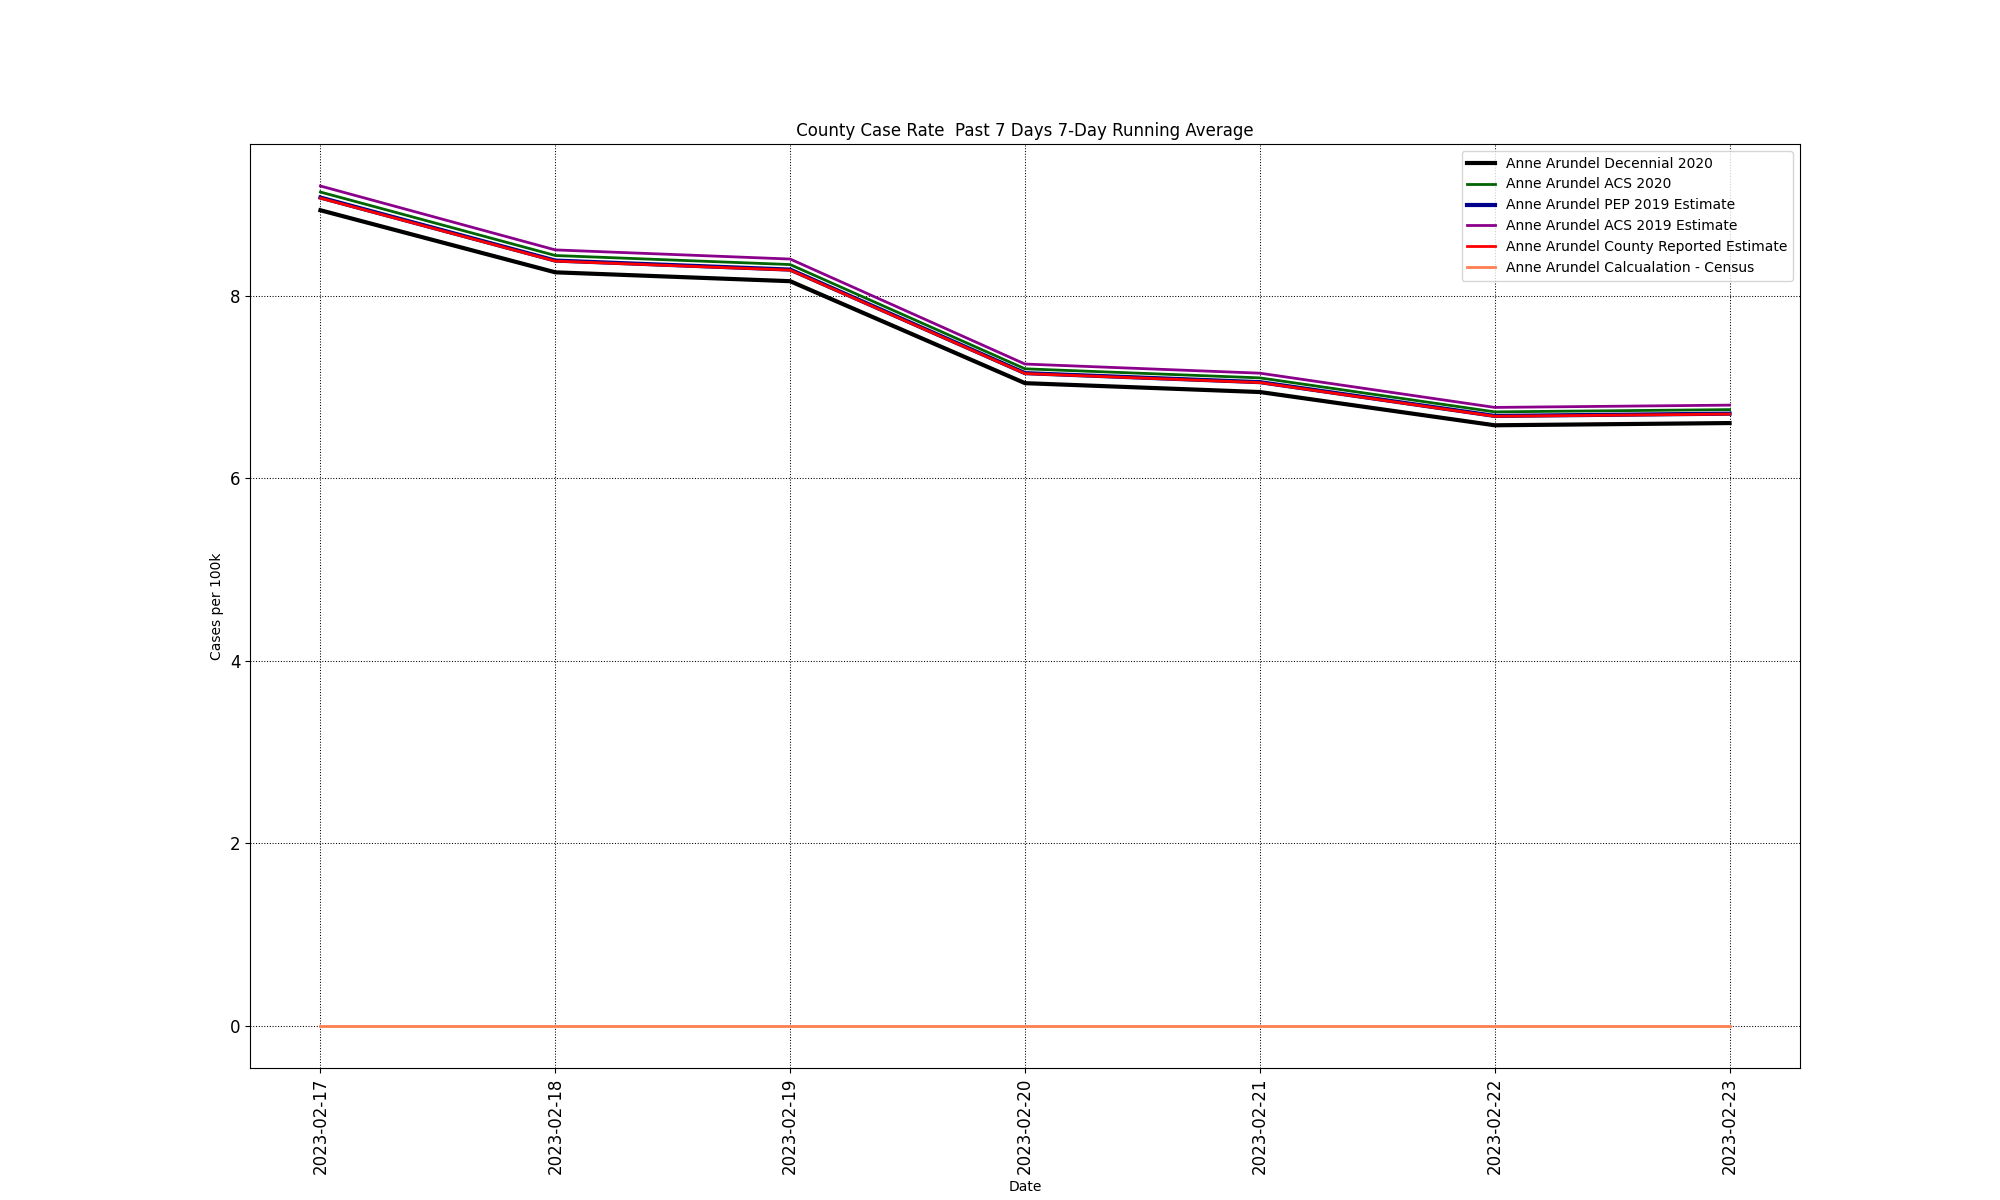 County Case Rate  Past 7 Days 7-Day Running Average
Anne Arundel Decennial 2020
Anne Arundel ACS 2020
Anne Arundel PEP 2019 Estimate
Anne Arundel ACS 2019 Estimate
Anne Arundel County Reported Estimate
Anne Arundel Calcualation - Census
8
6
4
2
0
Cases per 100k
2023-02-17
2023-02-18
2023-02-19
2023-02-20
2023-02-21
2023-02-22
2023-02-23
Date